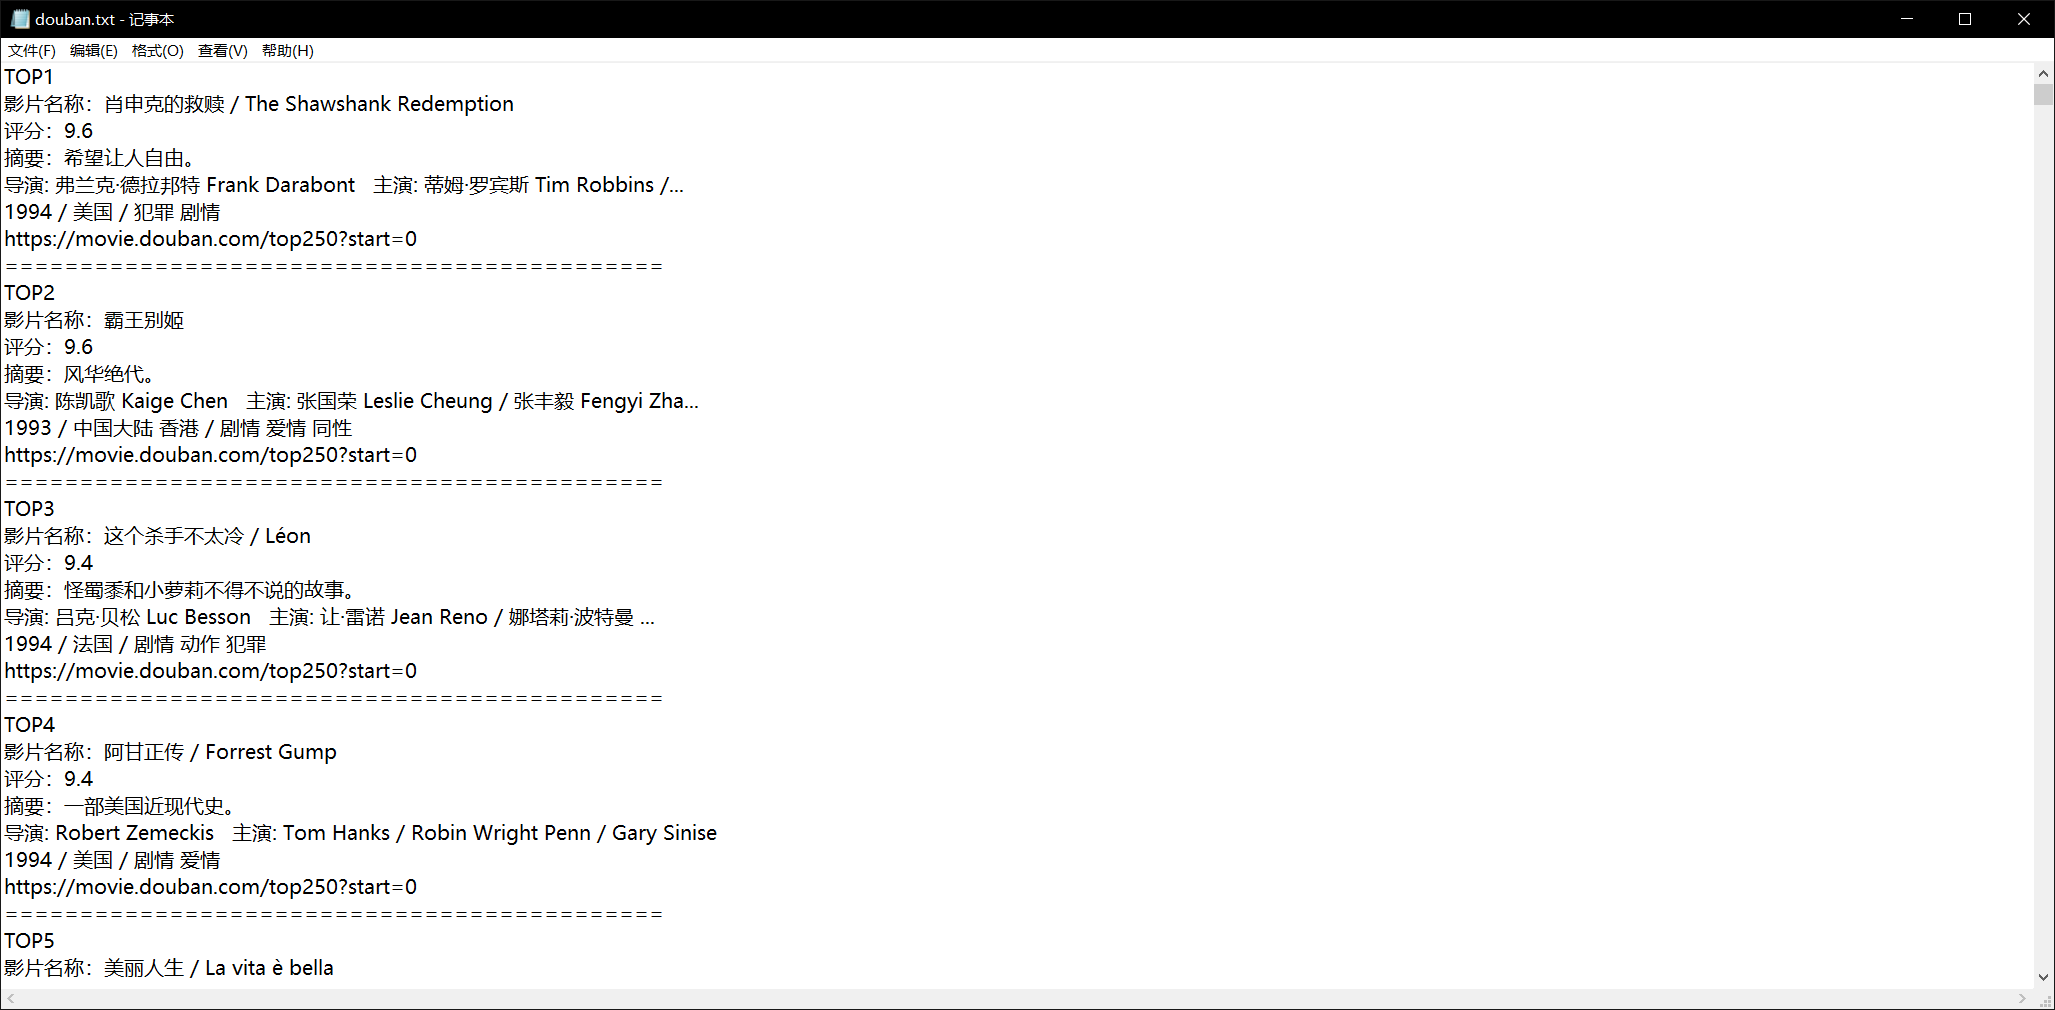 douban.txt - 记事本
文件(F) 编辑(E) 格式(O) 查看(V) 帮助(H)
TOP1
影片名称：肖申克的救赎 / The Shawshank Redemption
评分：9.6
摘要：希望让人自由。
导演: 弗兰克·德拉邦特 Frank Darabont   主演: 蒂姆·罗宾斯 Tim Robbins /...
1994 / 美国 / 犯罪 剧情
https://movie.douban.com/top250?start=0
============================================
TOP2
影片名称：霸王别姬
评分：9.6
摘要：风华绝代。
导演: 陈凯歌 Kaige Chen   主演: 张国荣 Leslie Cheung / 张丰毅 Fengyi Zha...
1993 / 中国大陆 香港 / 剧情 爱情 同性
https://movie.douban.com/top250?start=0
============================================
TOP3
影片名称：这个杀手不太冷 / Léon
评分：9.4
摘要：怪蜀黍和小萝莉不得不说的故事。
导演: 吕克·贝松 Luc Besson   主演: 让·雷诺 Jean Reno / 娜塔莉·波特曼 ...
1994 / 法国 / 剧情 动作 犯罪
https://movie.douban.com/top250?start=0
============================================
TOP4
影片名称：阿甘正传 / Forrest Gump
评分：9.4
摘要：一部美国近现代史。
导演: Robert Zemeckis   主演: Tom Hanks / Robin Wright Penn / Gary Sinise
1994 / 美国 / 剧情 爱情
https://movie.douban.com/top250?start=0
============================================
TOP5
影片名称：美丽人生 / La vita è bella